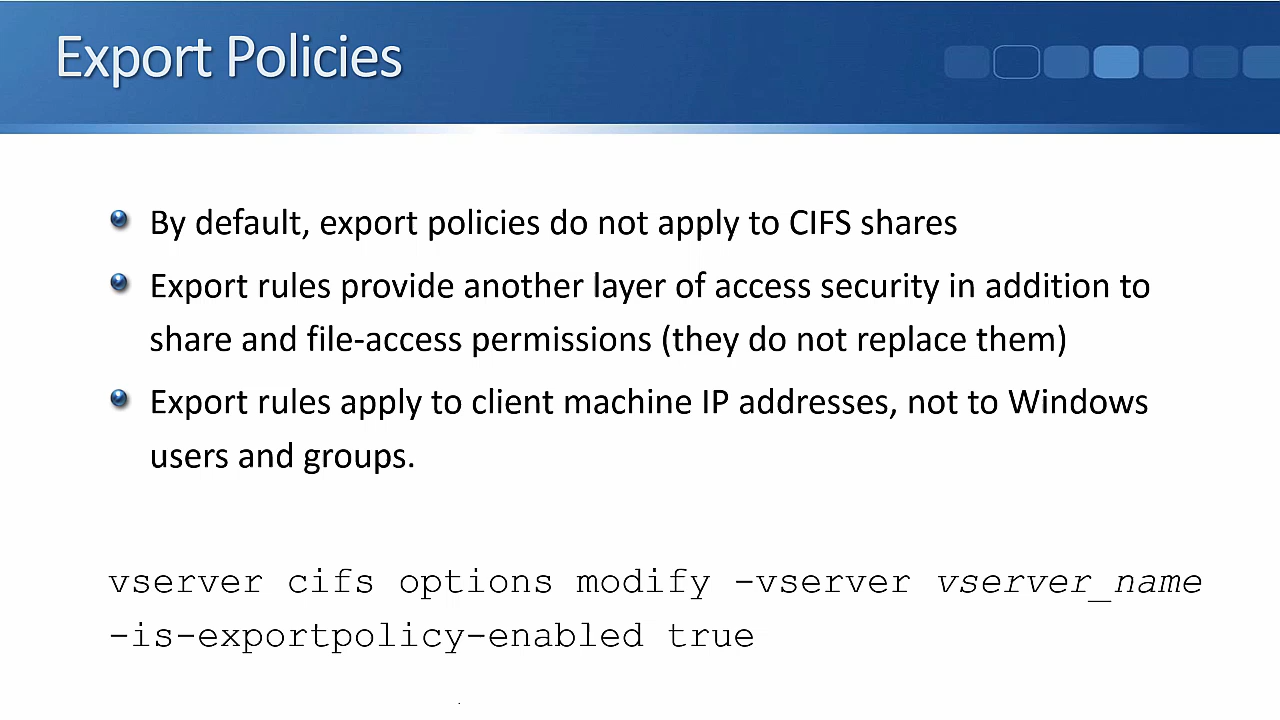 Export Policies
By default, export policies do not apply to CIFS shares
Export rules provide another layer of access security in addition to
share and file-access permissions (they do not replace them)
Export rules apply to client machine IP addresses, not to Windows
users and groups.
vserver cifs options modify -vserver vserver_name
-is-exportpolicy-enabled true